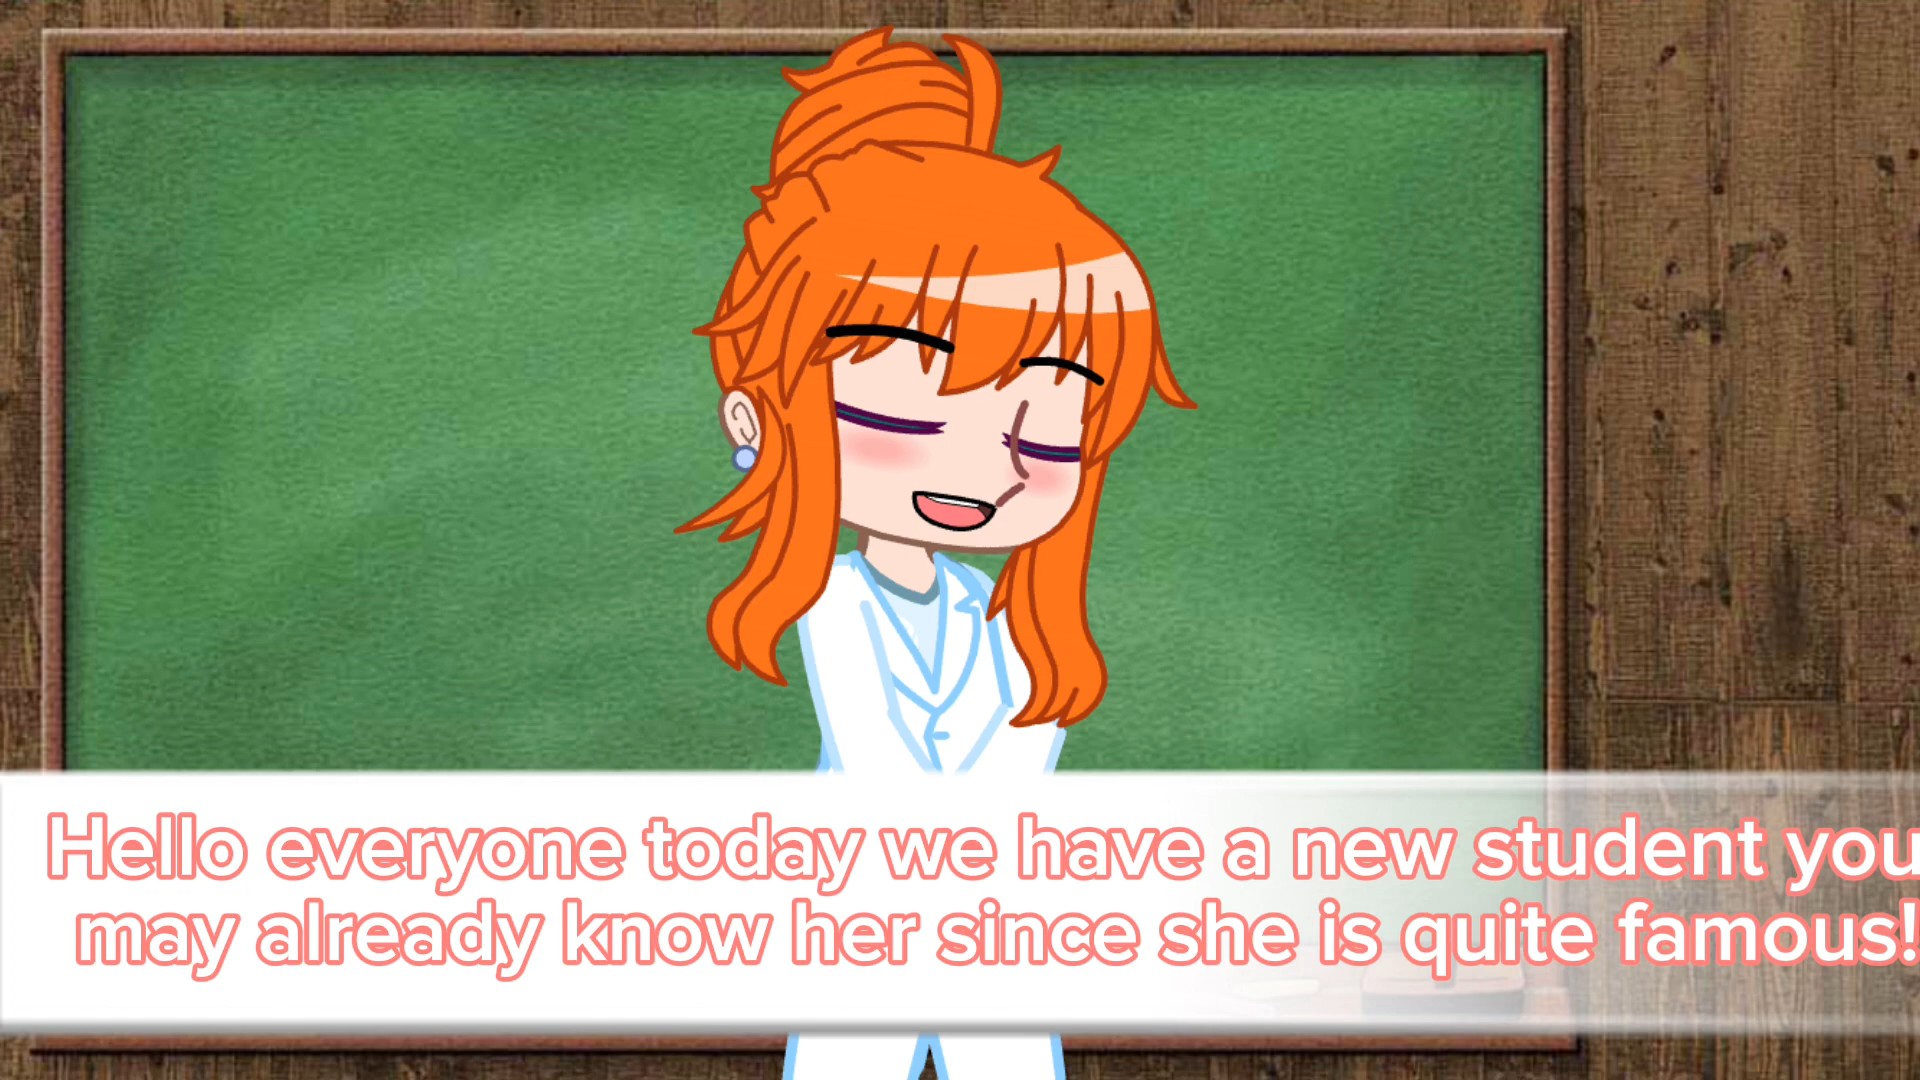 Hello everyone today we have a new student you
may already know her since she is quite famous!